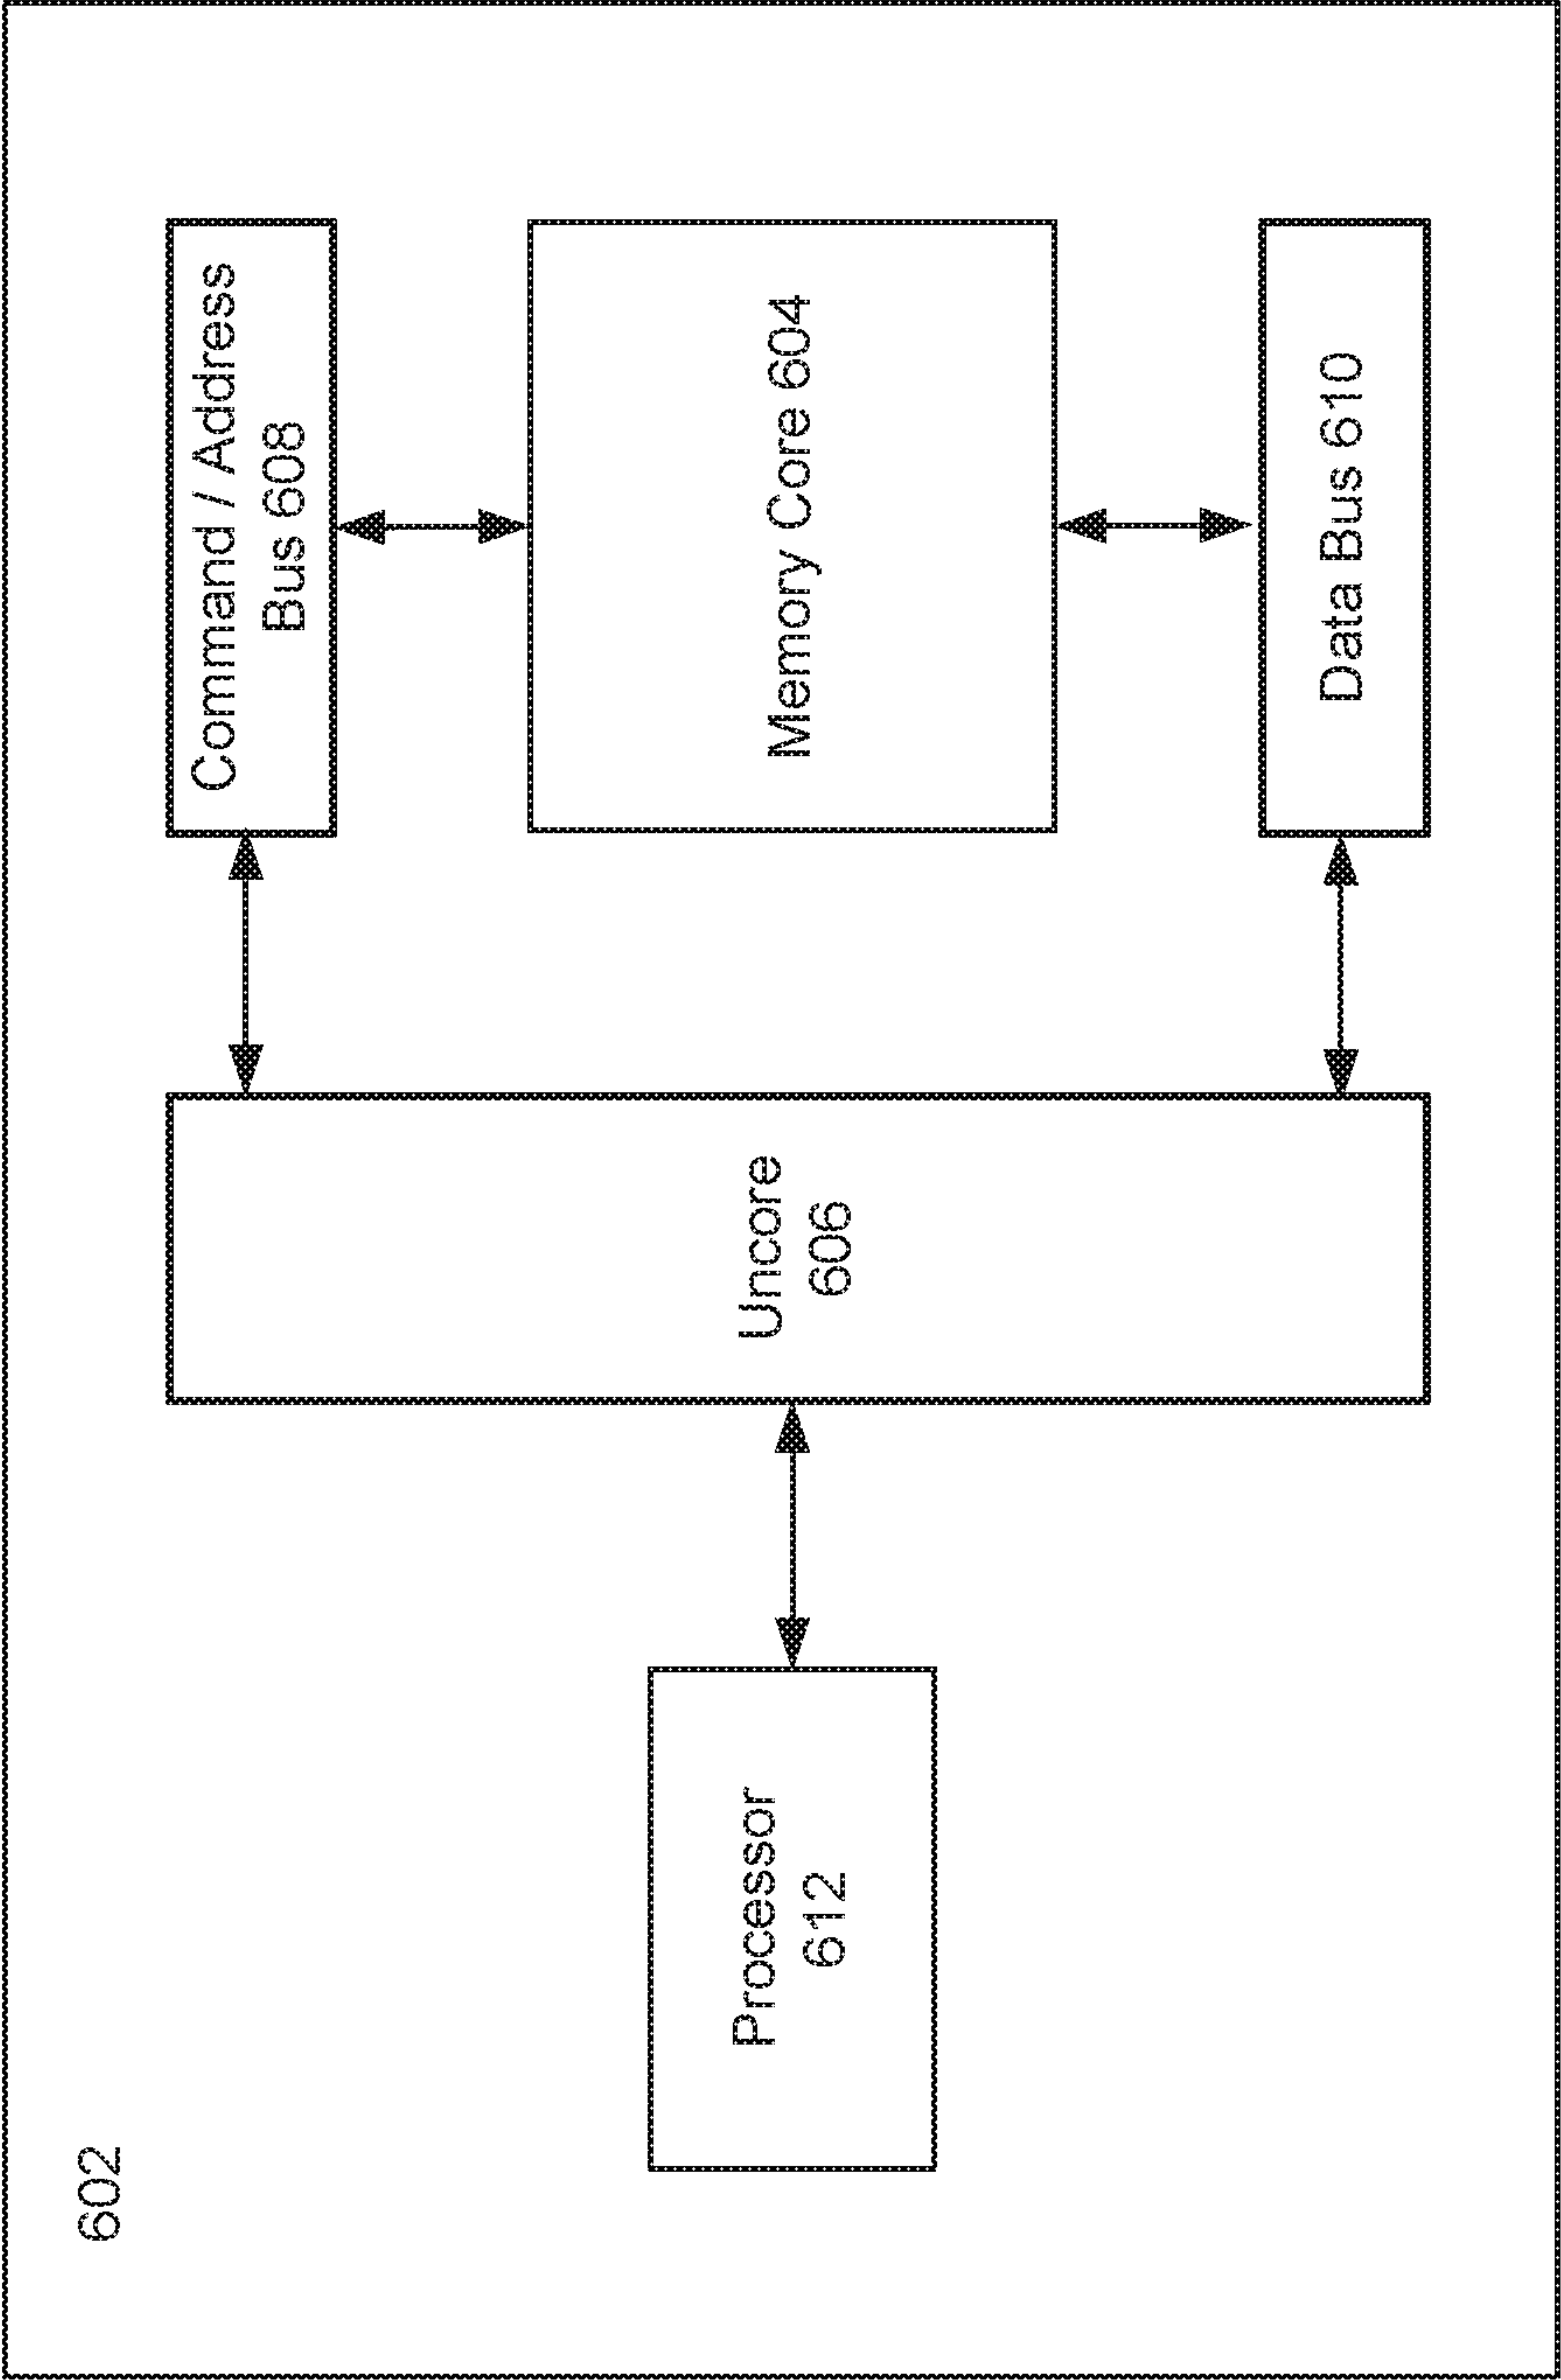 602
Command / Address
Bus 608
Processor
612
Uncore
606
Memory Core 604
Data Bus 610